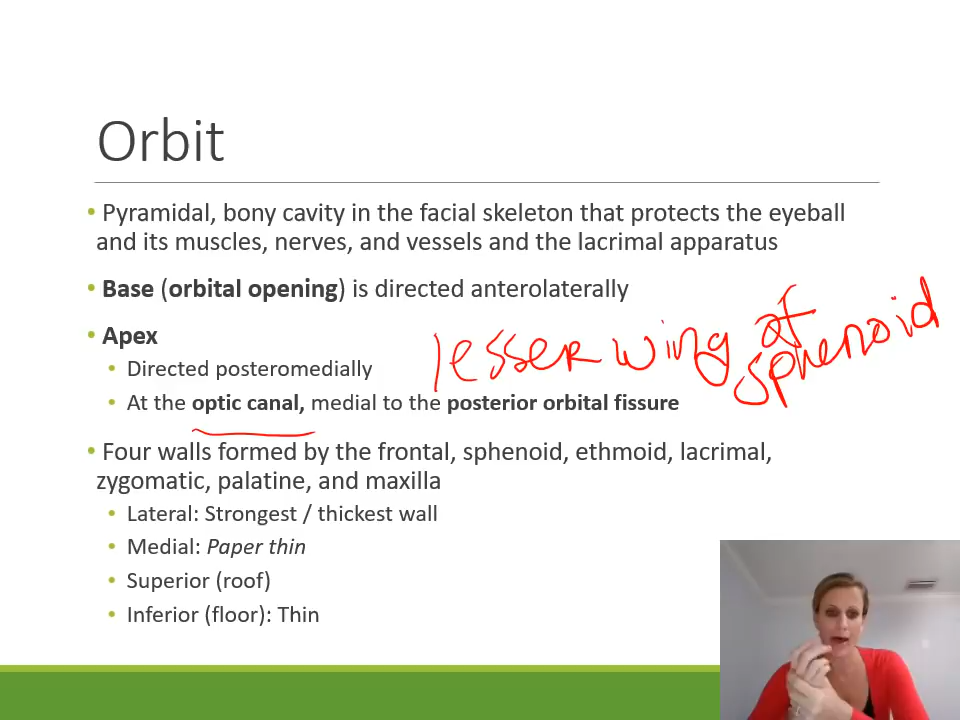 Orbit
• Pyramidal, bony cavity in the facial skeleton that protects the eyeball
and its muscles, nerves, and vessels and the lacrimal apparatus
• Base (orbital opening) is directed anterolaterally
• Apex
lesser wing of
sphenoid
• Directed posteromedially
• At the optic canal, medial to the posterior orbital fissure
• Four walls formed by the frontal, sphenoid, ethmoid, lacrimal,
zygomatic, palatine, and maxilla
• Lateral: Strongest / thickest wall
• Medial: Paper thin
• Superior (roof)
• Inferior (floor): Thin